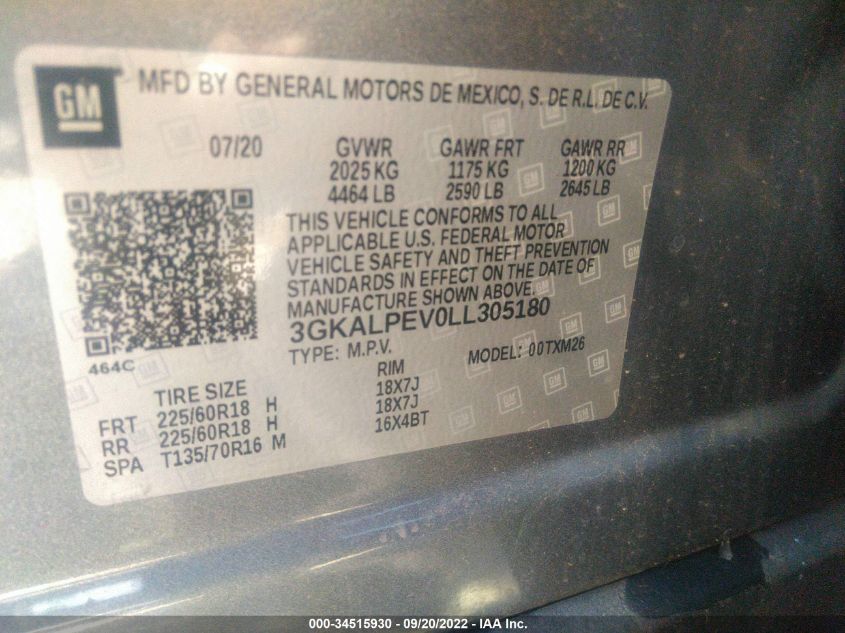 GM
MFD BY GENERAL MOTORS DE MEXICO, S. DE R.L. DE C.V.
07/20 GVWR GAWR FRT GAWR RR
2025 KG 1175 KG 1200 KG
4464 LB 2590 LB 2645 LB
THIS VEHICLE CONFORMS TO ALL
APPLICABLE U.S. FEDERAL MOTOR
VEHICLE SAFETY AND THEFT PREVENTION
STANDARDS IN EFFECT ON THE DATE OF
MANUFACTURE SHOWN ABOVE.
3GKALPEV0LL305180
464C TYPE: M.P.V. MODEL: 00TXM26
TIRE SIZE RIM
FRT 225/60R18 H 18X7J
RR 225/60R18 H 18X7J
SPA T135/70R16 M 16X4BT
000-34515930 - 09/20/2022 - IAA Inc.